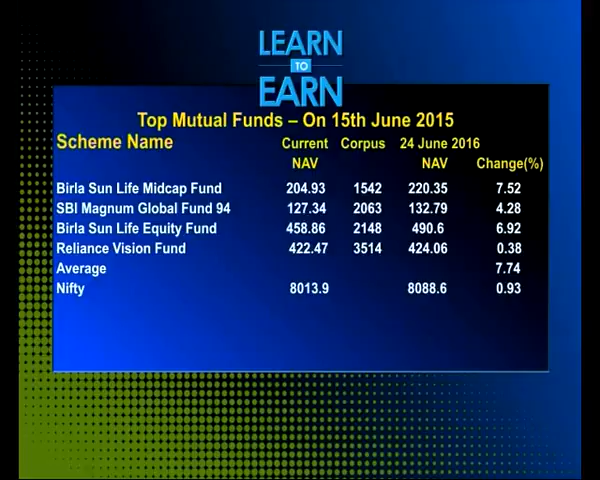 LEARN
TO
EARN
Top Mutual Funds – On 15th June 2015
Scheme Name Current Corpus 24 June 2016
NAV NAV Change(%)
Birla Sun Life Midcap Fund 204.93 1542 220.35 7.52
SBI Magnum Global Fund 94 127.34 2063 132.79 4.28
Birla Sun Life Equity Fund 458.86 2148 490.6 6.92
Reliance Vision Fund 422.47 3514 424.06 0.38
Average 7.74
Nifty 8013.9 8088.6 0.93